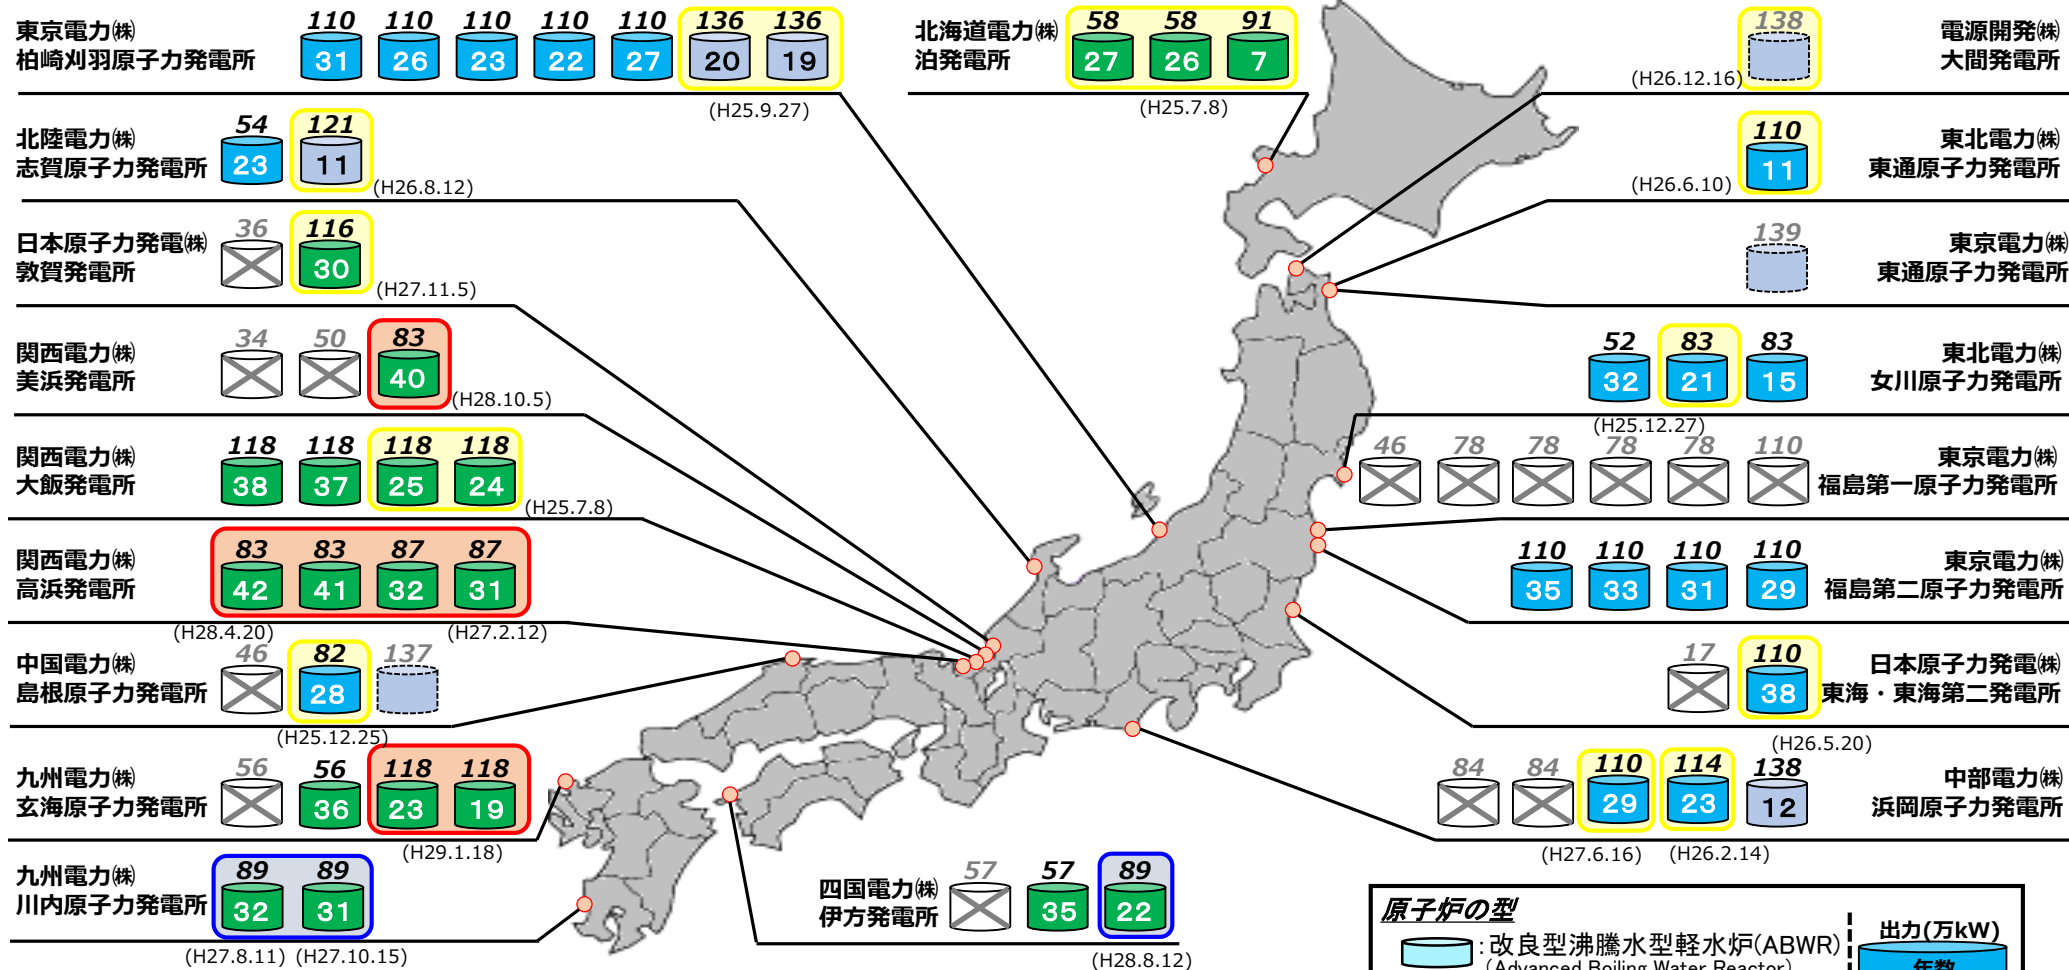 東京電力㈱
柏崎刈羽原子力発電所
110 110 110 110 110 136 136
31 26 23 22 27 20 19
(H25.9.27)
北陸電力㈱
志賀原子力発電所
54 121
23 11
(H26.8.12)
日本原子力発電㈱
敦賀発電所
36 116
30
(H27.11.5)
関西電力㈱
美浜発電所
34 50 83
40
(H28.10.5)
関西電力㈱
大飯発電所
118 118 118 118
38 37 25 24
(H25.7.8)
関西電力㈱
高浜発電所
83 83 87 87
42 41 32 31
(H28.4.20) (H27.2.12)
中国電力㈱
島根原子力発電所
46 82 137
28
(H25.12.25)
九州電力㈱
玄海原子力発電所
56 56 118 118
36 23 19
(H29.1.18)
九州電力㈱
川内原子力発電所
89 89
32 31
(H27.8.11) (H27.10.15)
北海道電力㈱
泊発電所
58 58 91
27 26 7
(H25.7.8)
四国電力㈱
伊方発電所
57 57 89
35 22
(H28.8.12)
138
電源開発㈱
大間発電所
(H26.12.16)
110
11
東北電力㈱
東通原子力発電所
(H26.6.10)
139
東京電力㈱
東通原子力発電所
52 83 83
32 21 15
東北電力㈱
女川原子力発電所
(H25.12.27)
46 78 78 78 78 110
東京電力㈱
福島第一原子力発電所
110 110 110 110
35 33 31 29
東京電力㈱
福島第二原子力発電所
17 110
38
日本原子力発電㈱
東海・東海第二発電所
(H26.5.20)
84 84 110 114 138
29 23 12
中部電力㈱
浜岡原子力発電所
(H27.6.16) (H26.2.14)
原子炉の型
:改良型沸騰水型軽水炉(ABWR)
(Advanced Boiling Water Reactor)
出力(万kW)
年数